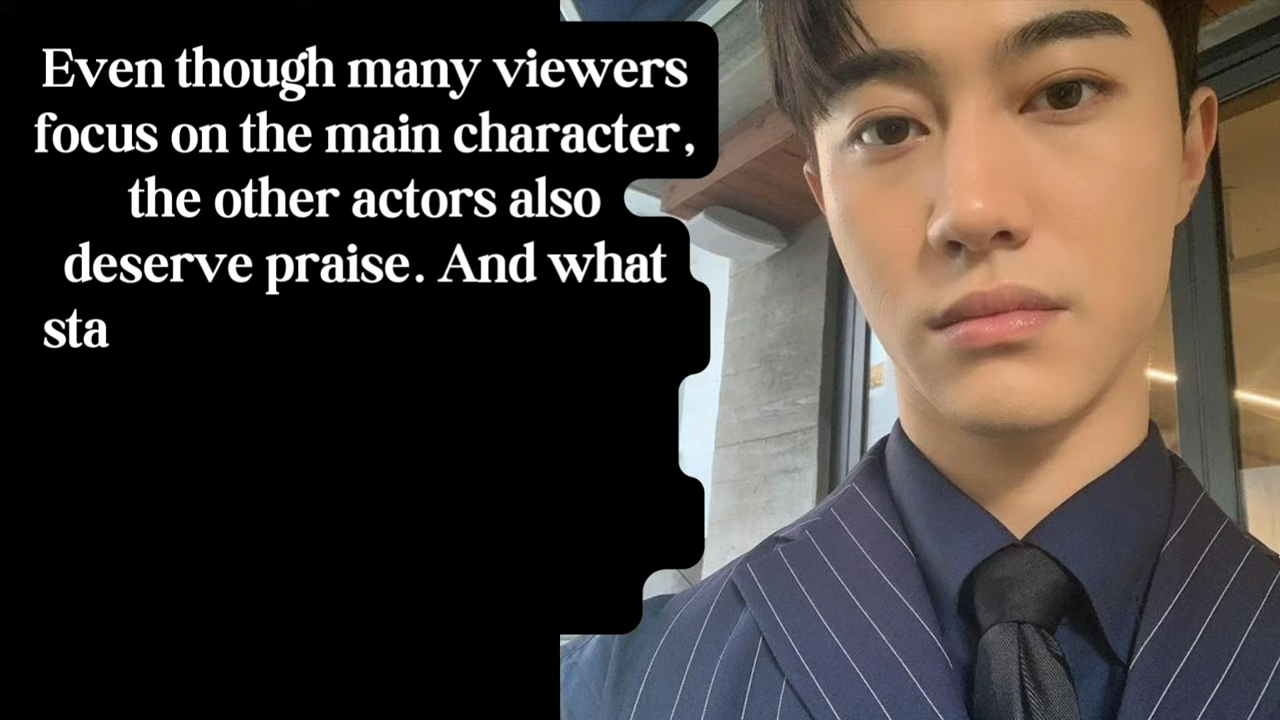 Even though many viewers
focus on the main character,
the other actors also
deserve praise. And what
sta